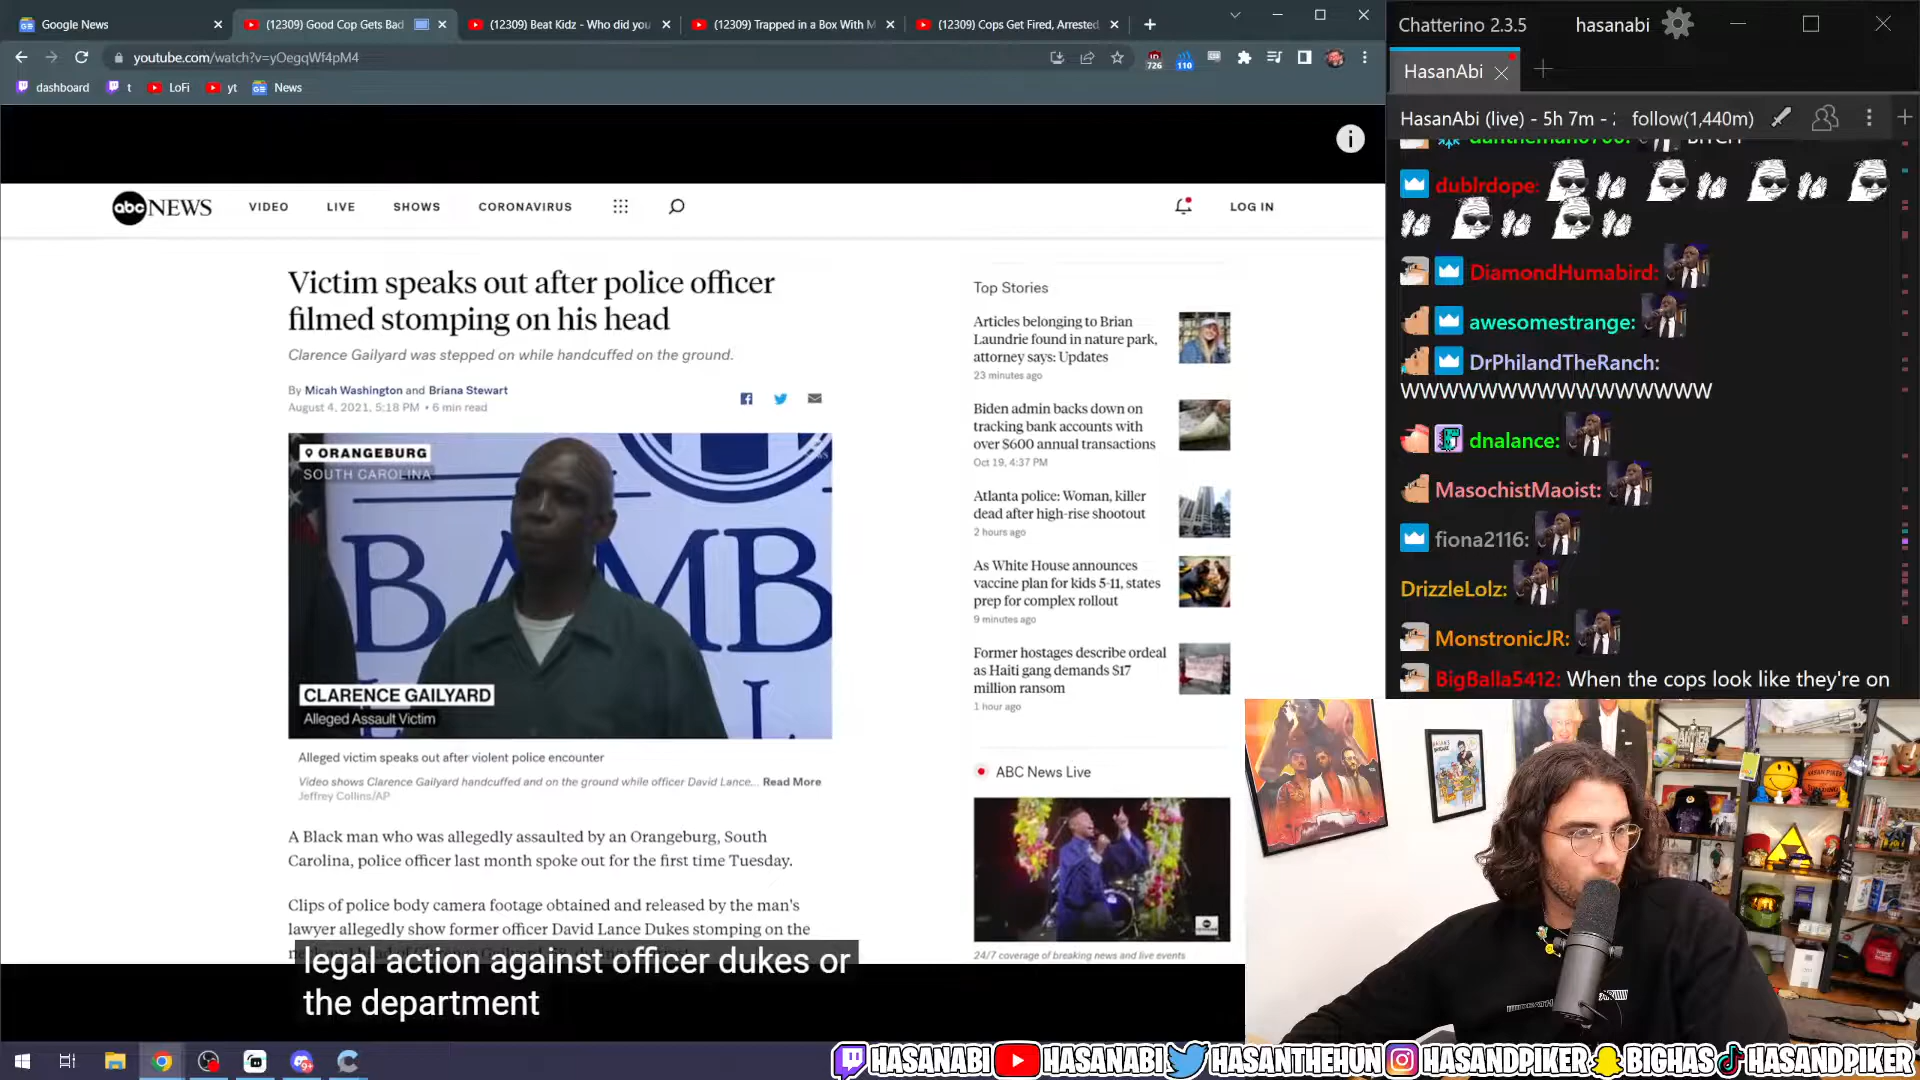 Google News
(12309) Good Cop Gets Bad
(12309) Beat Kidz - Who did you
(12309) Trapped in a Box With M
(12309) Cops Get Fired, Arrested
youtube.com/watch?v=yOegqWf4pM4
726
110
dashboard
t
LoFi
yt
News
abc NEWS
VIDEO
LIVE
SHOWS
CORONAVIRUS
LOG IN
Victim speaks out after police officer
filmed stomping on his head
Clarence Gailyard was stepped on while handcuffed on the ground.
By Micah Washington and Briana Stewart
August 4, 2021, 5:18 PM • 6 min read
ORANGEBURG
SOUTH CAROLINA
BAMB
CLARENCE GAILYARD
Alleged Assault Victim
Alleged victim speaks out after violent police encounter
Video shows Clarence Gailyard handcuffed and on the ground while officer David Lance... Read More
Jeffrey Collins/AP
A Black man who was allegedly assaulted by an Orangeburg, South
Carolina, police officer last month spoke out for the first time Tuesday.
Clips of police body camera footage obtained and released by the man's
lawyer allegedly show former officer David Lance Dukes stomping on the
legal action against officer dukes or
the department
Top Stories
Articles belonging to Brian
Laundrie found in nature park,
attorney says: Updates
23 minutes ago
Biden admin backs down on
tracking bank accounts with
over $600 annual transactions
Oct 19, 4:37 PM
Atlanta police: Woman, killer
dead after high-rise shootout
2 hours ago
As White House announces
vaccine plan for kids 5-11, states
prep for complex rollout
9 minutes ago
Former hostages describe ordeal
as Haiti gang demands $17
million ransom
1 hour ago
ABC News Live
24/7 coverage of breaking news and live events
Chatterino 2.3.5
hasanabi
HasanAbi
HasanAbi (live) - 5h 7m -
follow(1,440m)
dublrdope:
DiamondHumabird:
awesomestrange:
DrPhilandTheRanch:
WWWWWWWWWWWWWWWWW
dnalance:
MasochistMaoist:
fiona2116:
DrizzleLolz:
MonstronicJR:
BigBalla5412: When the cops look like they're on
HASANABI
HASANABI
HASANTHEHUN
HASANDPIKER
BIGHAS
HASANDPIKER